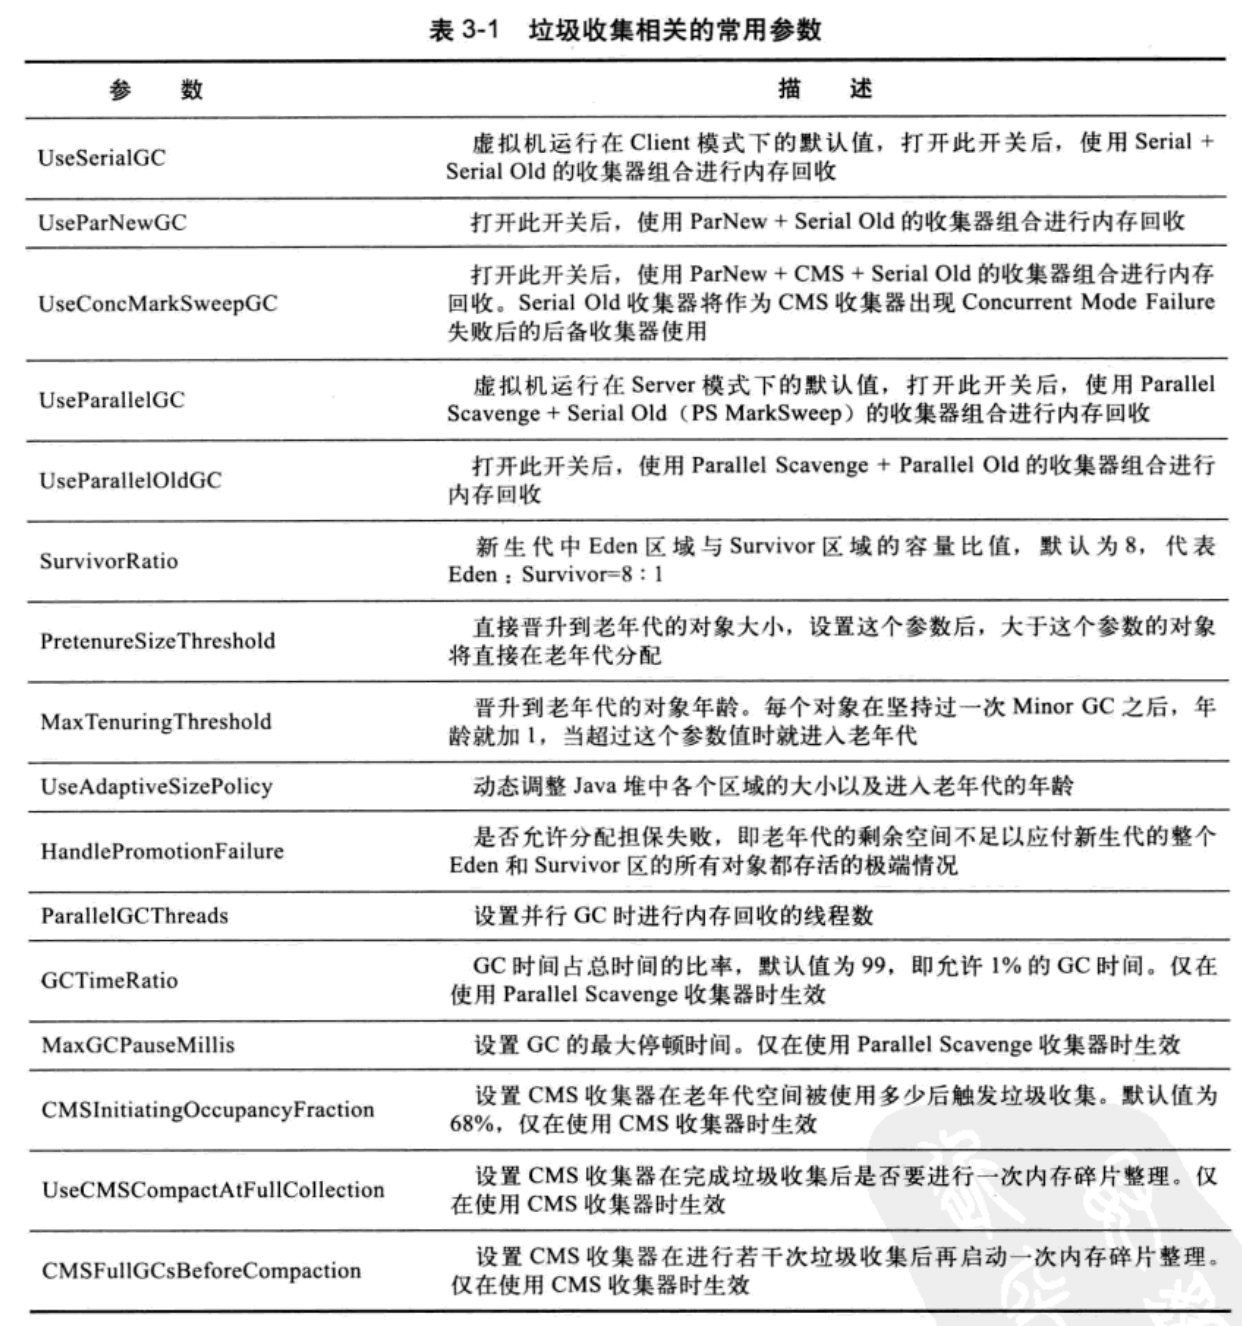 表 3-1 垃圾收集相关的常用参数
参 数 描 述
UseSerialGC
虚拟机运行在 Client 模式下的默认值，打开此开关后，使用 Serial +
Serial Old 的收集器组合进行内存回收
UseParNewGC
打开此开关后，使用 ParNew + Serial Old 的收集器组合进行内存回收
UseConcMarkSweepGC
打开此开关后，使用 ParNew + CMS + Serial Old 的收集器组合进行内存
回收。Serial Old 收集器将作为 CMS 收集器出现 Concurrent Mode Failure
失败后的后备收集器使用
UseParallelGC
虚拟机运行在 Server 模式下的默认值，打开此开关后，使用 Parallel
Scavenge + Serial Old（PS MarkSweep）的收集器组合进行内存回收
UseParallelOldGC
打开此开关后，使用 Parallel Scavenge + Parallel Old 的收集器组合进行
内存回收
SurvivorRatio
新生代中 Eden 区域与 Survivor 区域的容量比值，默认为 8，代表
Eden：Survivor=8：1
PretenureSizeThreshold
直接晋升到老年代的对象大小，设置这个参数后，大于这个参数的对象
将直接在老年代分配
MaxTenuringThreshold
晋升到老年代的对象年龄。每个对象在坚持过一次 Minor GC 之后，年
龄就加 1，当超过这个参数值时就进入老年代
UseAdaptiveSizePolicy
动态调整 Java 堆中各个区域的大小以及进入老年代的年龄
HandlePromotionFailure
是否允许分配担保失败，即老年代的剩余空间不足以应付新生代的整个
Eden 和 Survivor 区的所有对象都存活的极端情况
ParallelGCThreads
设置并行 GC 时进行内存回收的线程数
GCTimeRatio
GC 时间占总时间的比率，默认值为 99，即允许 1% 的 GC 时间。仅在
使用 Parallel Scavenge 收集器时生效
MaxGCPauseMillis
设置 GC 的最大停顿时间。仅在使用 Parallel Scavenge 收集器时生效
CMSInitiatingOccupancyFraction
设置 CMS 收集器在老年代空间被使用多少后触发垃圾收集。默认值为
68%，仅在使用 CMS 收集器时生效
UseCMSCompactAtFullCollection
设置 CMS 收集器在完成垃圾收集后是否要进行一次内存碎片整理。仅
在使用 CMS 收集器时生效
CMSFullGCsBeforeCompaction
设置 CMS 收集器在进行若干次垃圾收集后再启动一次内存碎片整理。
仅在使用 CMS 收集器时生效